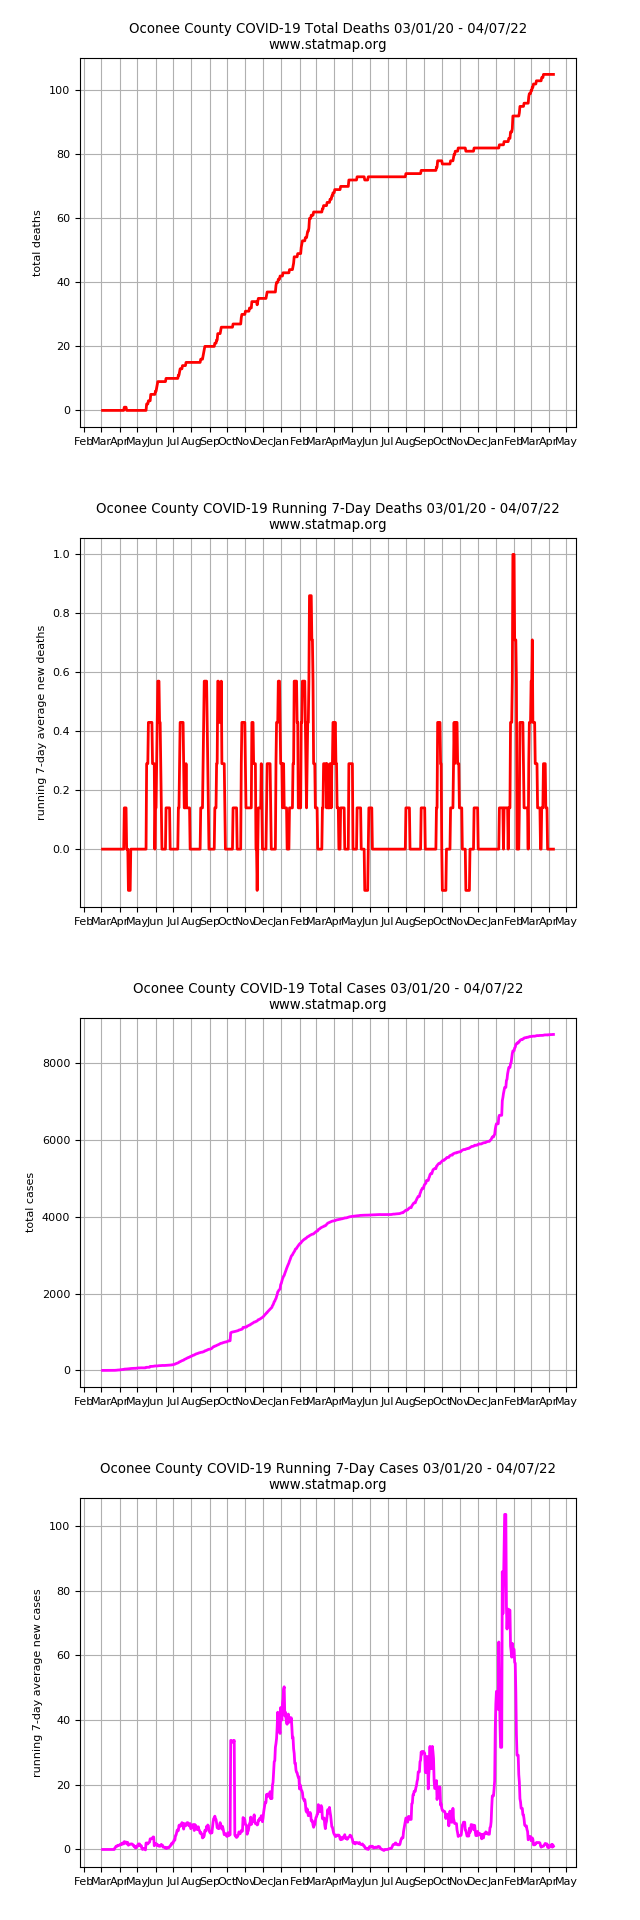 Oconee County COVID-19 Total Deaths 03/01/20 - 04/07/22
www.statmap.org
total deaths
100
80
60
40
20
0
Feb Mar Apr May Jun Jul Aug Sep Oct Nov Dec Jan Feb Mar Apr May Jun Jul Aug Sep Oct Nov Dec Jan Feb Mar Apr May
Oconee County COVID-19 Running 7-Day Deaths 03/01/20 - 04/07/22
www.statmap.org
running 7-day average new deaths
1.0
0.8
0.6
0.4
0.2
0.0
Feb Mar Apr May Jun Jul Aug Sep Oct Nov Dec Jan Feb Mar Apr May Jun Jul Aug Sep Oct Nov Dec Jan Feb Mar Apr May
Oconee County COVID-19 Total Cases 03/01/20 - 04/07/22
www.statmap.org
total cases
8000
6000
4000
2000
0
Feb Mar Apr May Jun Jul Aug Sep Oct Nov Dec Jan Feb Mar Apr May Jun Jul Aug Sep Oct Nov Dec Jan Feb Mar Apr May
Oconee County COVID-19 Running 7-Day Cases 03/01/20 - 04/07/22
www.statmap.org
running 7-day average new cases
100
80
60
40
20
0
Feb Mar Apr May Jun Jul Aug Sep Oct Nov Dec Jan Feb Mar Apr May Jun Jul Aug Sep Oct Nov Dec Jan Feb Mar Apr May